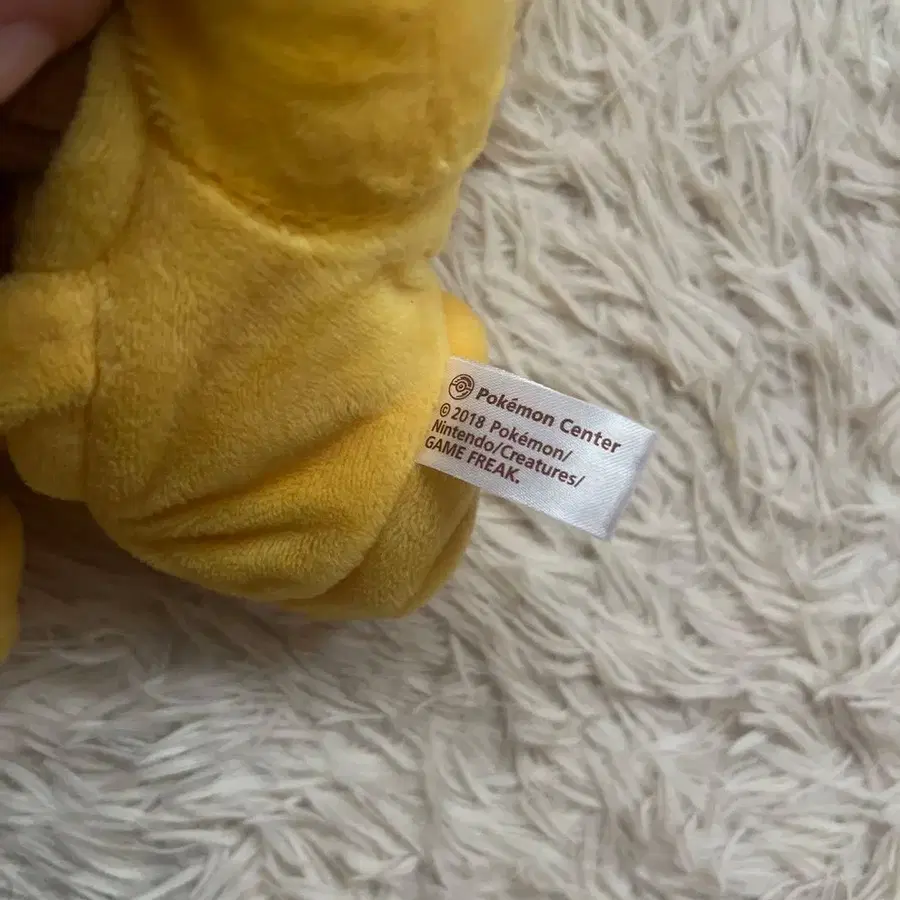 Pokémon Center
© 2018 Pokémon/
Nintendo/Creatures/
GAME FREAK.